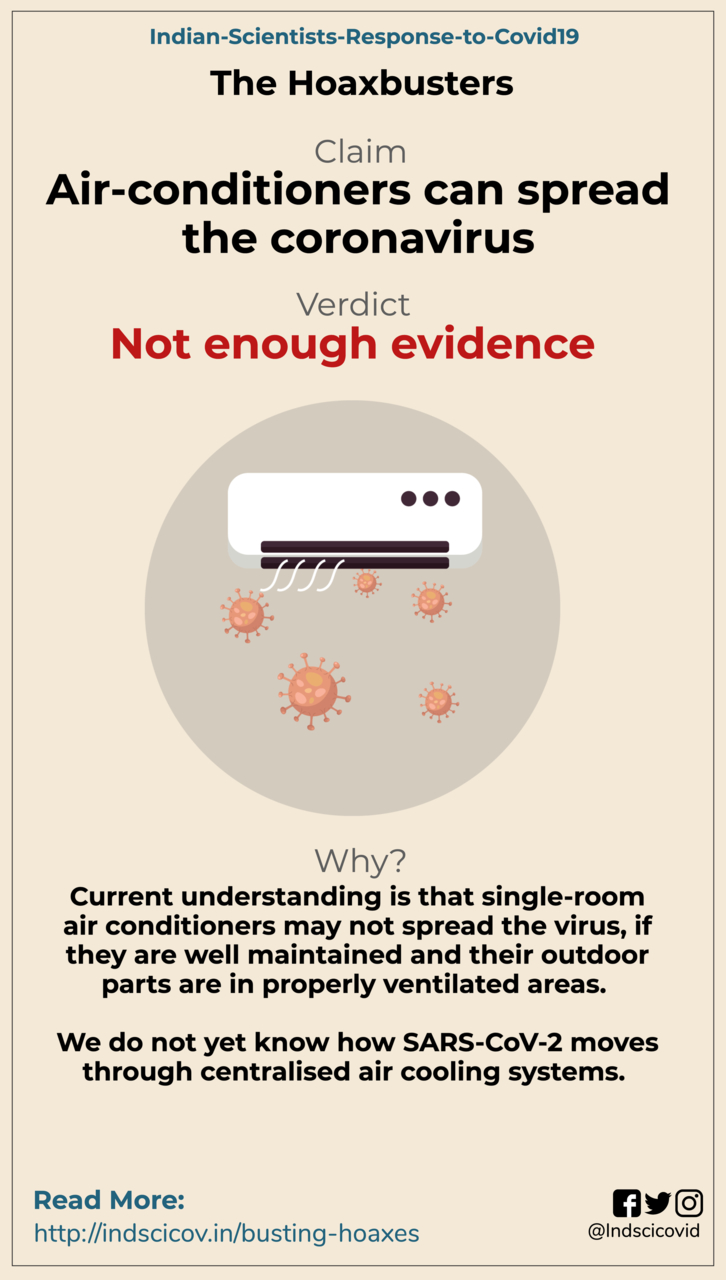 Indian-Scientists-Response-to-Covid19
The Hoaxbusters
Claim
Air-conditioners can spread
the coronavirus
Verdict
Not enough evidence
Why?
Current understanding is that single-room
air conditioners may not spread the virus, if
they are well maintained and their outdoor
parts are in properly ventilated areas.
We do not yet know how SARS-CoV-2 moves
through centralised air cooling systems.
Read More:
http://indscicov.in/busting-hoaxes
@Indscicovid